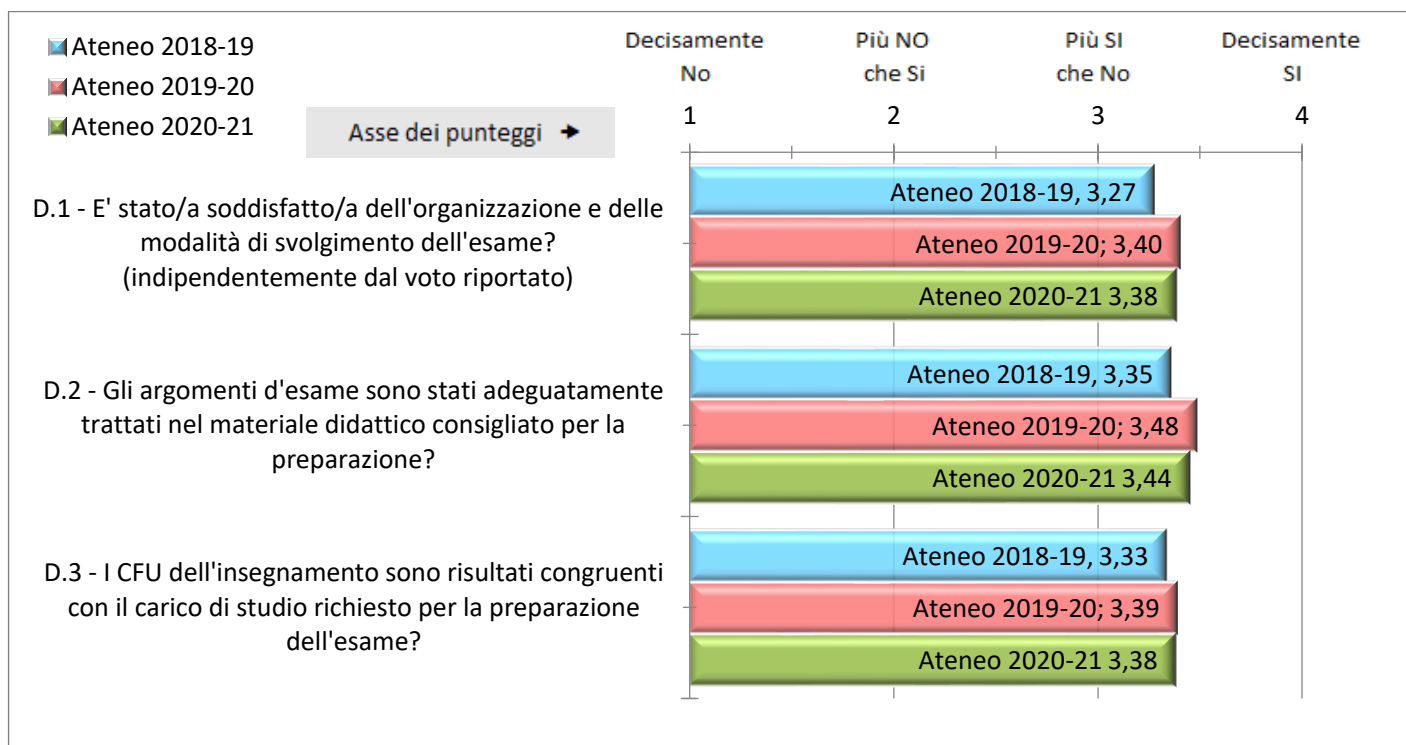 Ateneo 2018-19
Ateneo 2019-20
Ateneo 2020-21
Asse dei punteggi ➔
Decisamente No
Più NO che Si
Più SI che No
Decisamente SI
1 2 3 4
D.1 - E' stato/a soddisfatto/a dell'organizzazione e delle
modalità di svolgimento dell'esame?
(indipendentemente dal voto riportato)
Ateneo 2018-19, 3,27
Ateneo 2019-20; 3,40
Ateneo 2020-21 3,38
D.2 - Gli argomenti d'esame sono stati adeguatamente
trattati nel materiale didattico consigliato per la
preparazione?
Ateneo 2018-19, 3,35
Ateneo 2019-20; 3,48
Ateneo 2020-21 3,44
D.3 - I CFU dell'insegnamento sono risultati congruenti
con il carico di studio richiesto per la preparazione
dell'esame?
Ateneo 2018-19, 3,33
Ateneo 2019-20; 3,39
Ateneo 2020-21 3,38